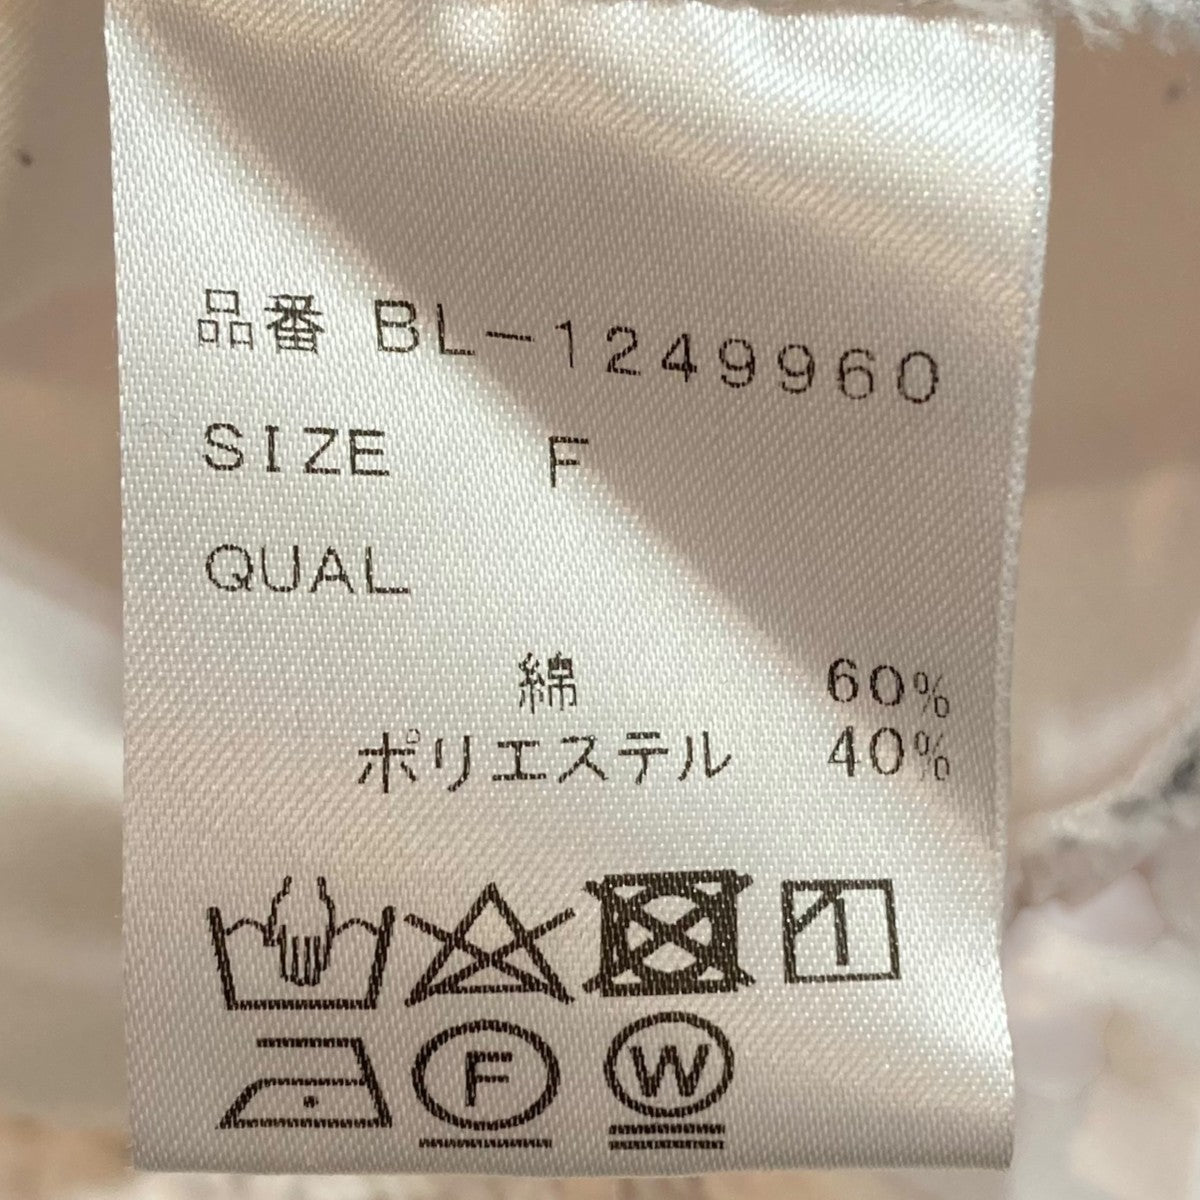 品番 BL-1249960
SIZE F
QUAL
綿 60%
ポリエステル 40%
F W